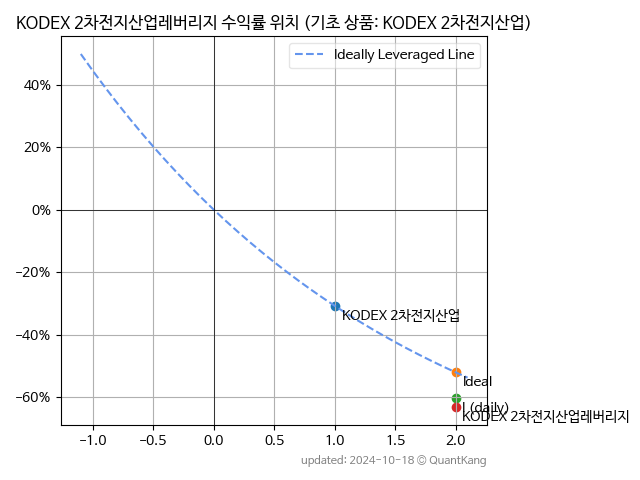 KODEX 2차전지산업레버리지 수익률 위치 (기초 상품: KODEX 2차전지산업)
Ideally Leveraged Line
40%
20%
0%
−20%
−40%
−60%
KODEX 2차전지산업
Ideal
(daily)
KODEX 2차전지산업레버리지
−1.0
−0.5
0.0
0.5
1.0
1.5
2.0
updated: 2024-10-18 © QuantKang